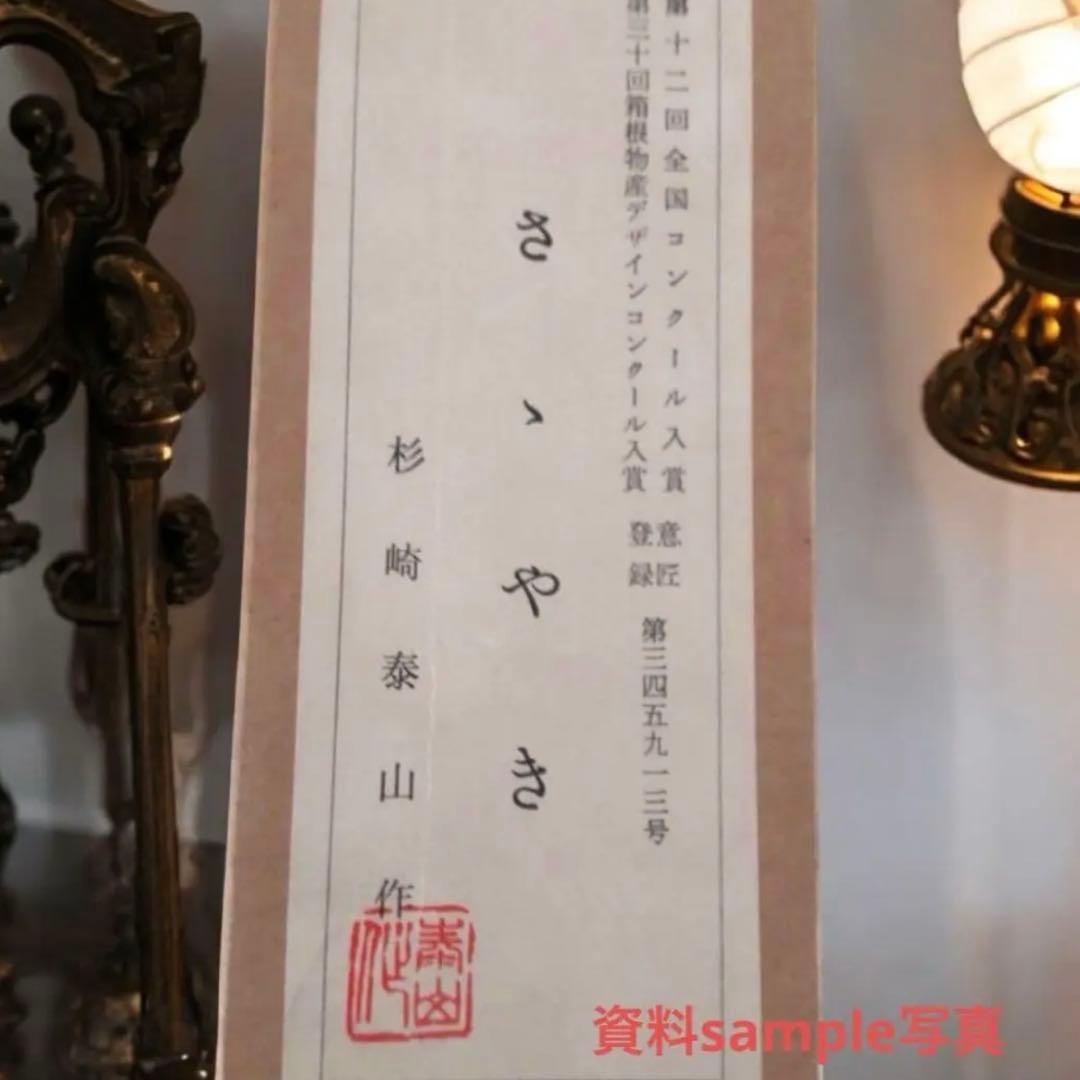 第十二回全国コンクール入賞
第三十回箱根物産デザインコンクール入賞
意匠
登録
第三四五九一三号
さゝやき
杉崎泰山作
泰山
作
資料sample写真